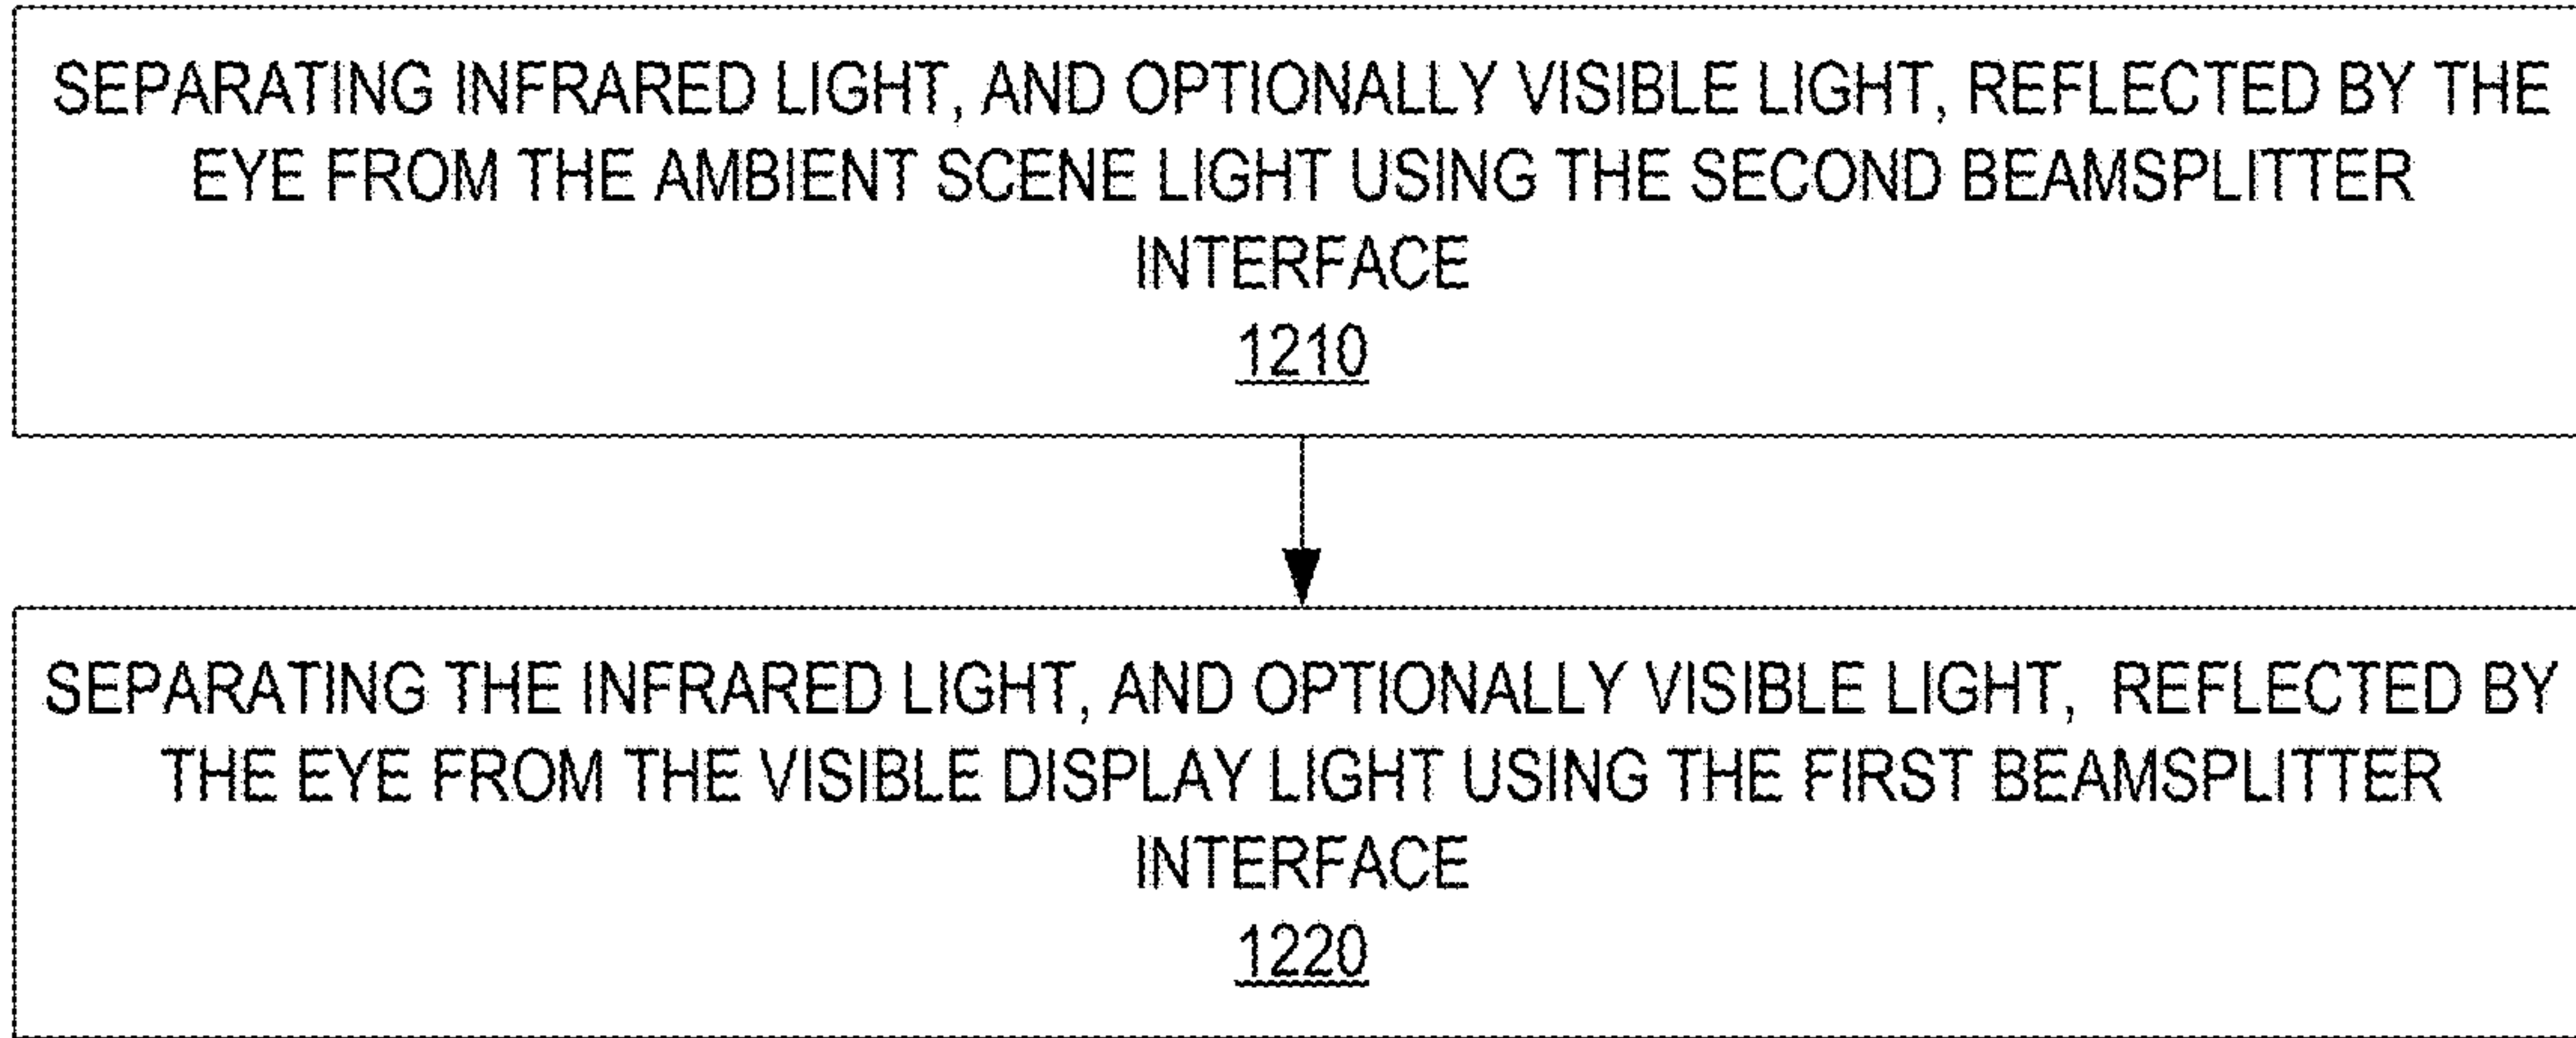 SEPARATING INFRARED LIGHT, AND OPTIONALLY VISIBLE LIGHT, REFLECTED BY THE
EYE FROM THE AMBIENT SCENE LIGHT USING THE SECOND BEAMSPLITTER
INTERFACE
1210
SEPARATING THE INFRARED LIGHT, AND OPTIONALLY VISIBLE LIGHT, REFLECTED BY
THE EYE FROM THE VISIBLE DISPLAY LIGHT USING THE FIRST BEAMSPLITTER
INTERFACE
1220